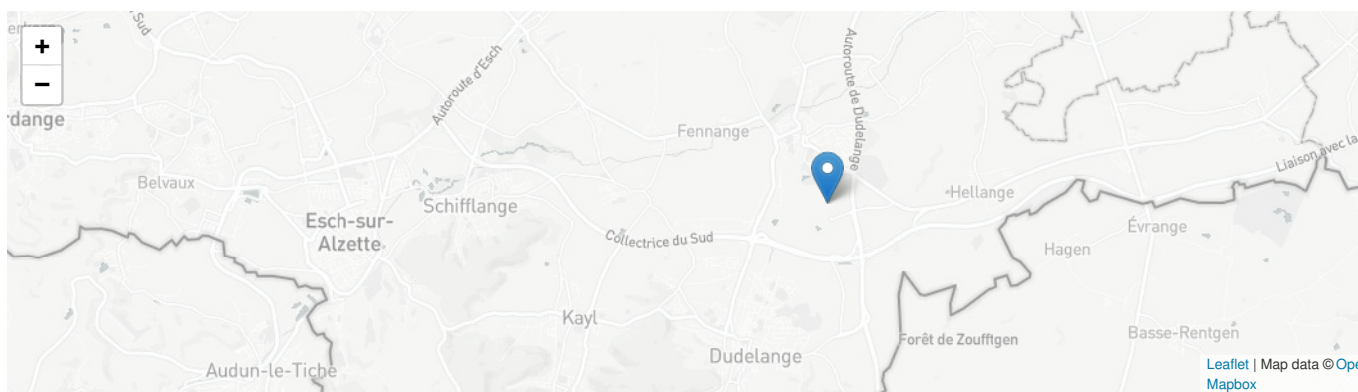 +
−
Sud
Autoroute d'Esch
Autoroute de Dudelange
rdange
Fennange
Belvaux
Liaison avec la
Hellange
Schifflange
Esch-sur-
Alzette
Évrange
Collectrice du Sud
Hagen
Kayl
Forêt de Zoufftgen
Basse-Rentgen
Dudelange
Audun-le-Tiche
Leaflet | Map data © Ope
Mapbox